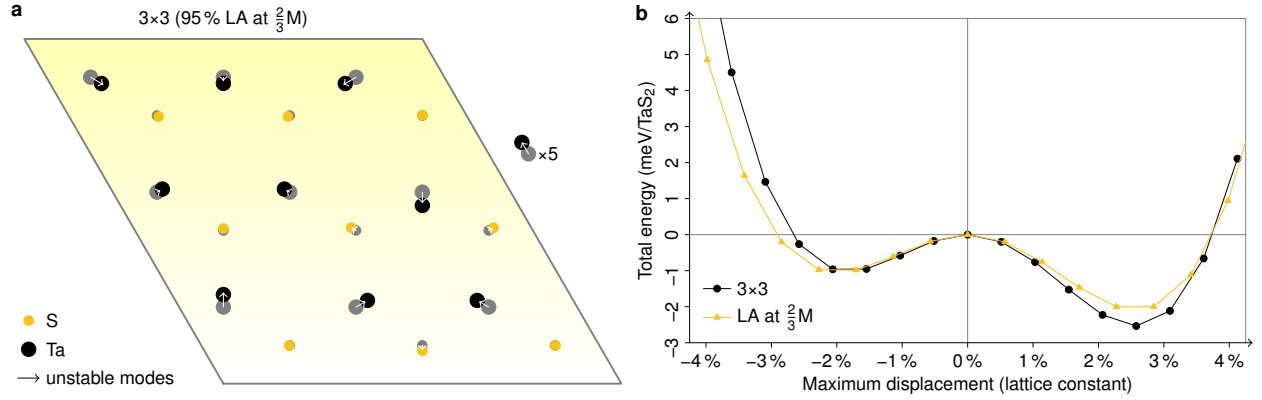 a
3×3 (95 % LA at 2/3 M)
×5
S
Ta
→ unstable modes
b
Total energy (meV/TaS₂)
6
5
4
3
2
1
0
−1
−2
−3
3×3
LA at 2/3 M
−4 % −3 % −2 % −1 % 0 % 1 % 2 % 3 % 4 %
Maximum displacement (lattice constant)